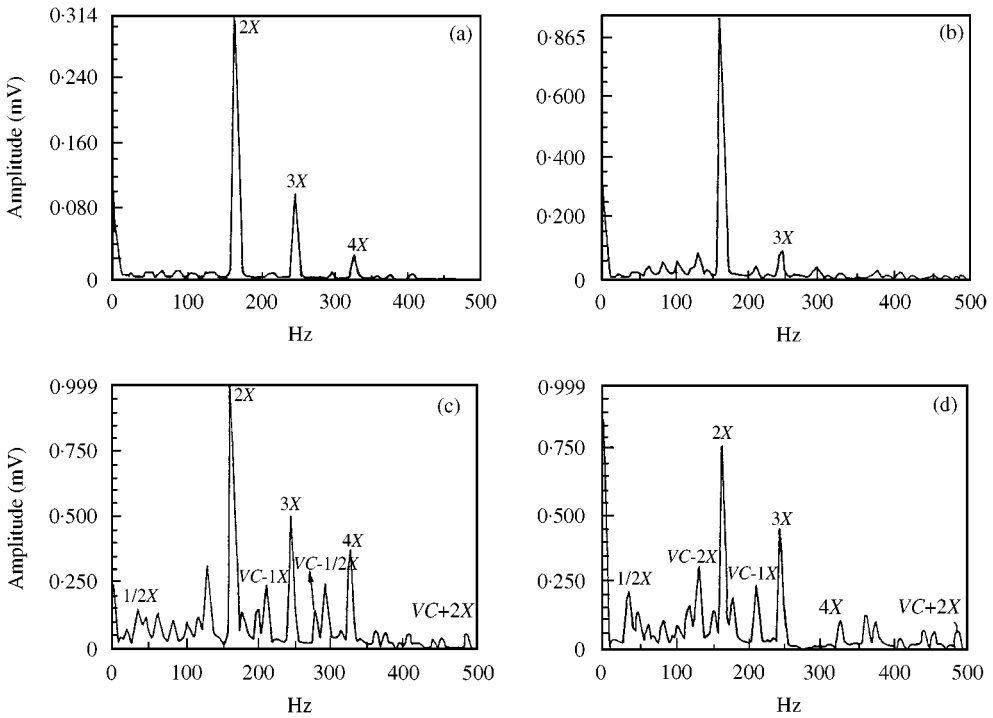 0·314
2X
(a)
0·240
0·160
3X
0·080
4X
0
0 100 200 300 400 500
Hz
Amplitude (mV)
0·865
(b)
0·600
0·400
0·200
3X
0
0 100 200 300 400 500
Hz
0·999
2X
(c)
0·750
0·500
3X
4X
VC-1X
VC-1/2X
0·250
1/2X
VC+2X
0
0 100 200 300 400 500
Hz
Amplitude (mV)
0·999
(d)
0·750
2X
0·500
3X
VC-2X
VC-1X
0·250
1/2X
4X
VC+2X
0
0 100 200 300 400 500
Hz